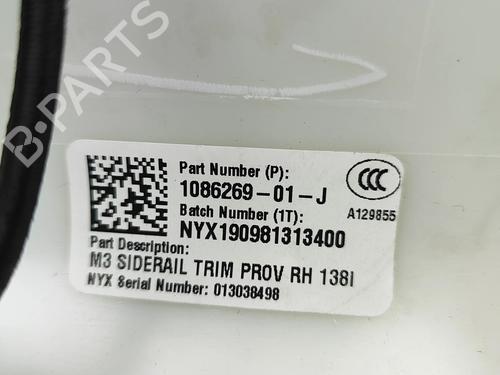 B-PARTS
Part Number (P):
1086269-01-J
CCC
Batch Number (1T):
A129855
NYX190981313400
Part Description:
M3 SIDERAIL TRIM PROV RH 138I
NYX Serial Number: 013038498